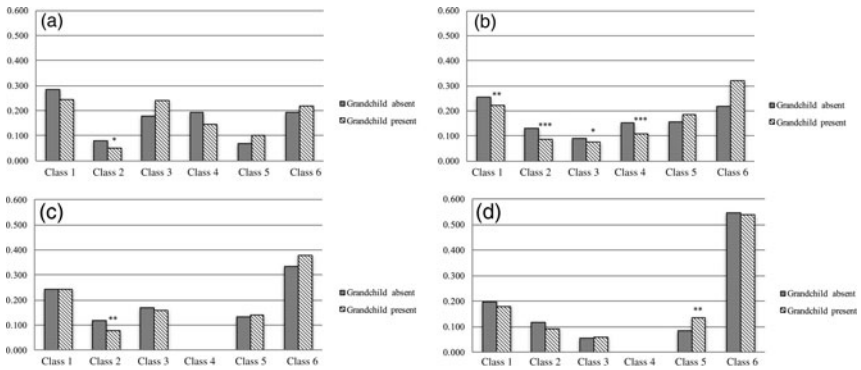 (a)
0.600
0.500
0.400
0.300
0.200
0.100
0.000
*
Class 1 Class 2 Class 3 Class 4 Class 5 Class 6
Grandchild absent
Grandchild present
(b)
0.600
0.500
0.400
0.300
0.200
0.100
0.000
** *** * ***
Class 1 Class 2 Class 3 Class 4 Class 5 Class 6
Grandchild absent
Grandchild present
(c)
0.600
0.500
0.400
0.300
0.200
0.100
0.000
**
Class 1 Class 2 Class 3 Class 4 Class 5 Class 6
Grandchild absent
Grandchild present
(d)
0.600
0.500
0.400
0.300
0.200
0.100
0.000
**
Class 1 Class 2 Class 3 Class 4 Class 5 Class 6
Grandchild absent
Grandchild present